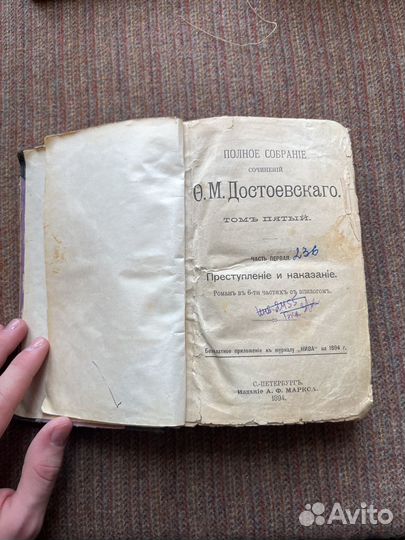 ПОЛНОЕ СОБРАНІЕ
СОЧИНЕНІЙ
Ѳ. М. Достоевскаго.
ТОМЪ ПЯТЫЙ.
ЧАСТЬ ПЕРВАЯ. 236
Преступленіе и наказаніе.
Романъ въ 6-ти частяхъ съ эпилогомъ.
Безплатное приложеніе къ журналу „НИВА" на 1894 г.
С.-ПЕТЕРБУРГЪ.
Изданіе А. Ф. МАРКСА.
1894.
Avito